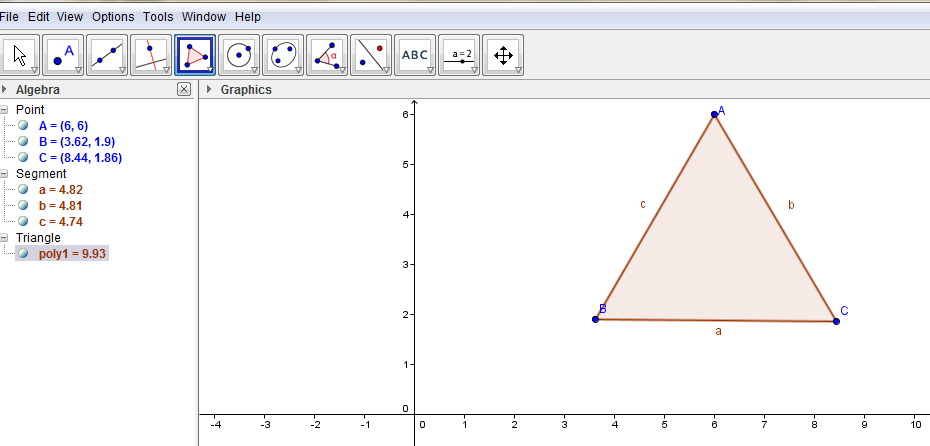 File Edit View Options Tools Window Help
A α ABC a=2
Algebra
Graphics
Point
A = (6, 6)
B = (3.62, 1.9)
C = (8.44, 1.86)
Segment
a = 4.82
b = 4.81
c = 4.74
Triangle
poly1 = 9.93
6
A
5
c b
4
3
2
B C
a
1
0
-4 -3 -2 -1 0 1 2 3 4 5 6 7 8 9 10